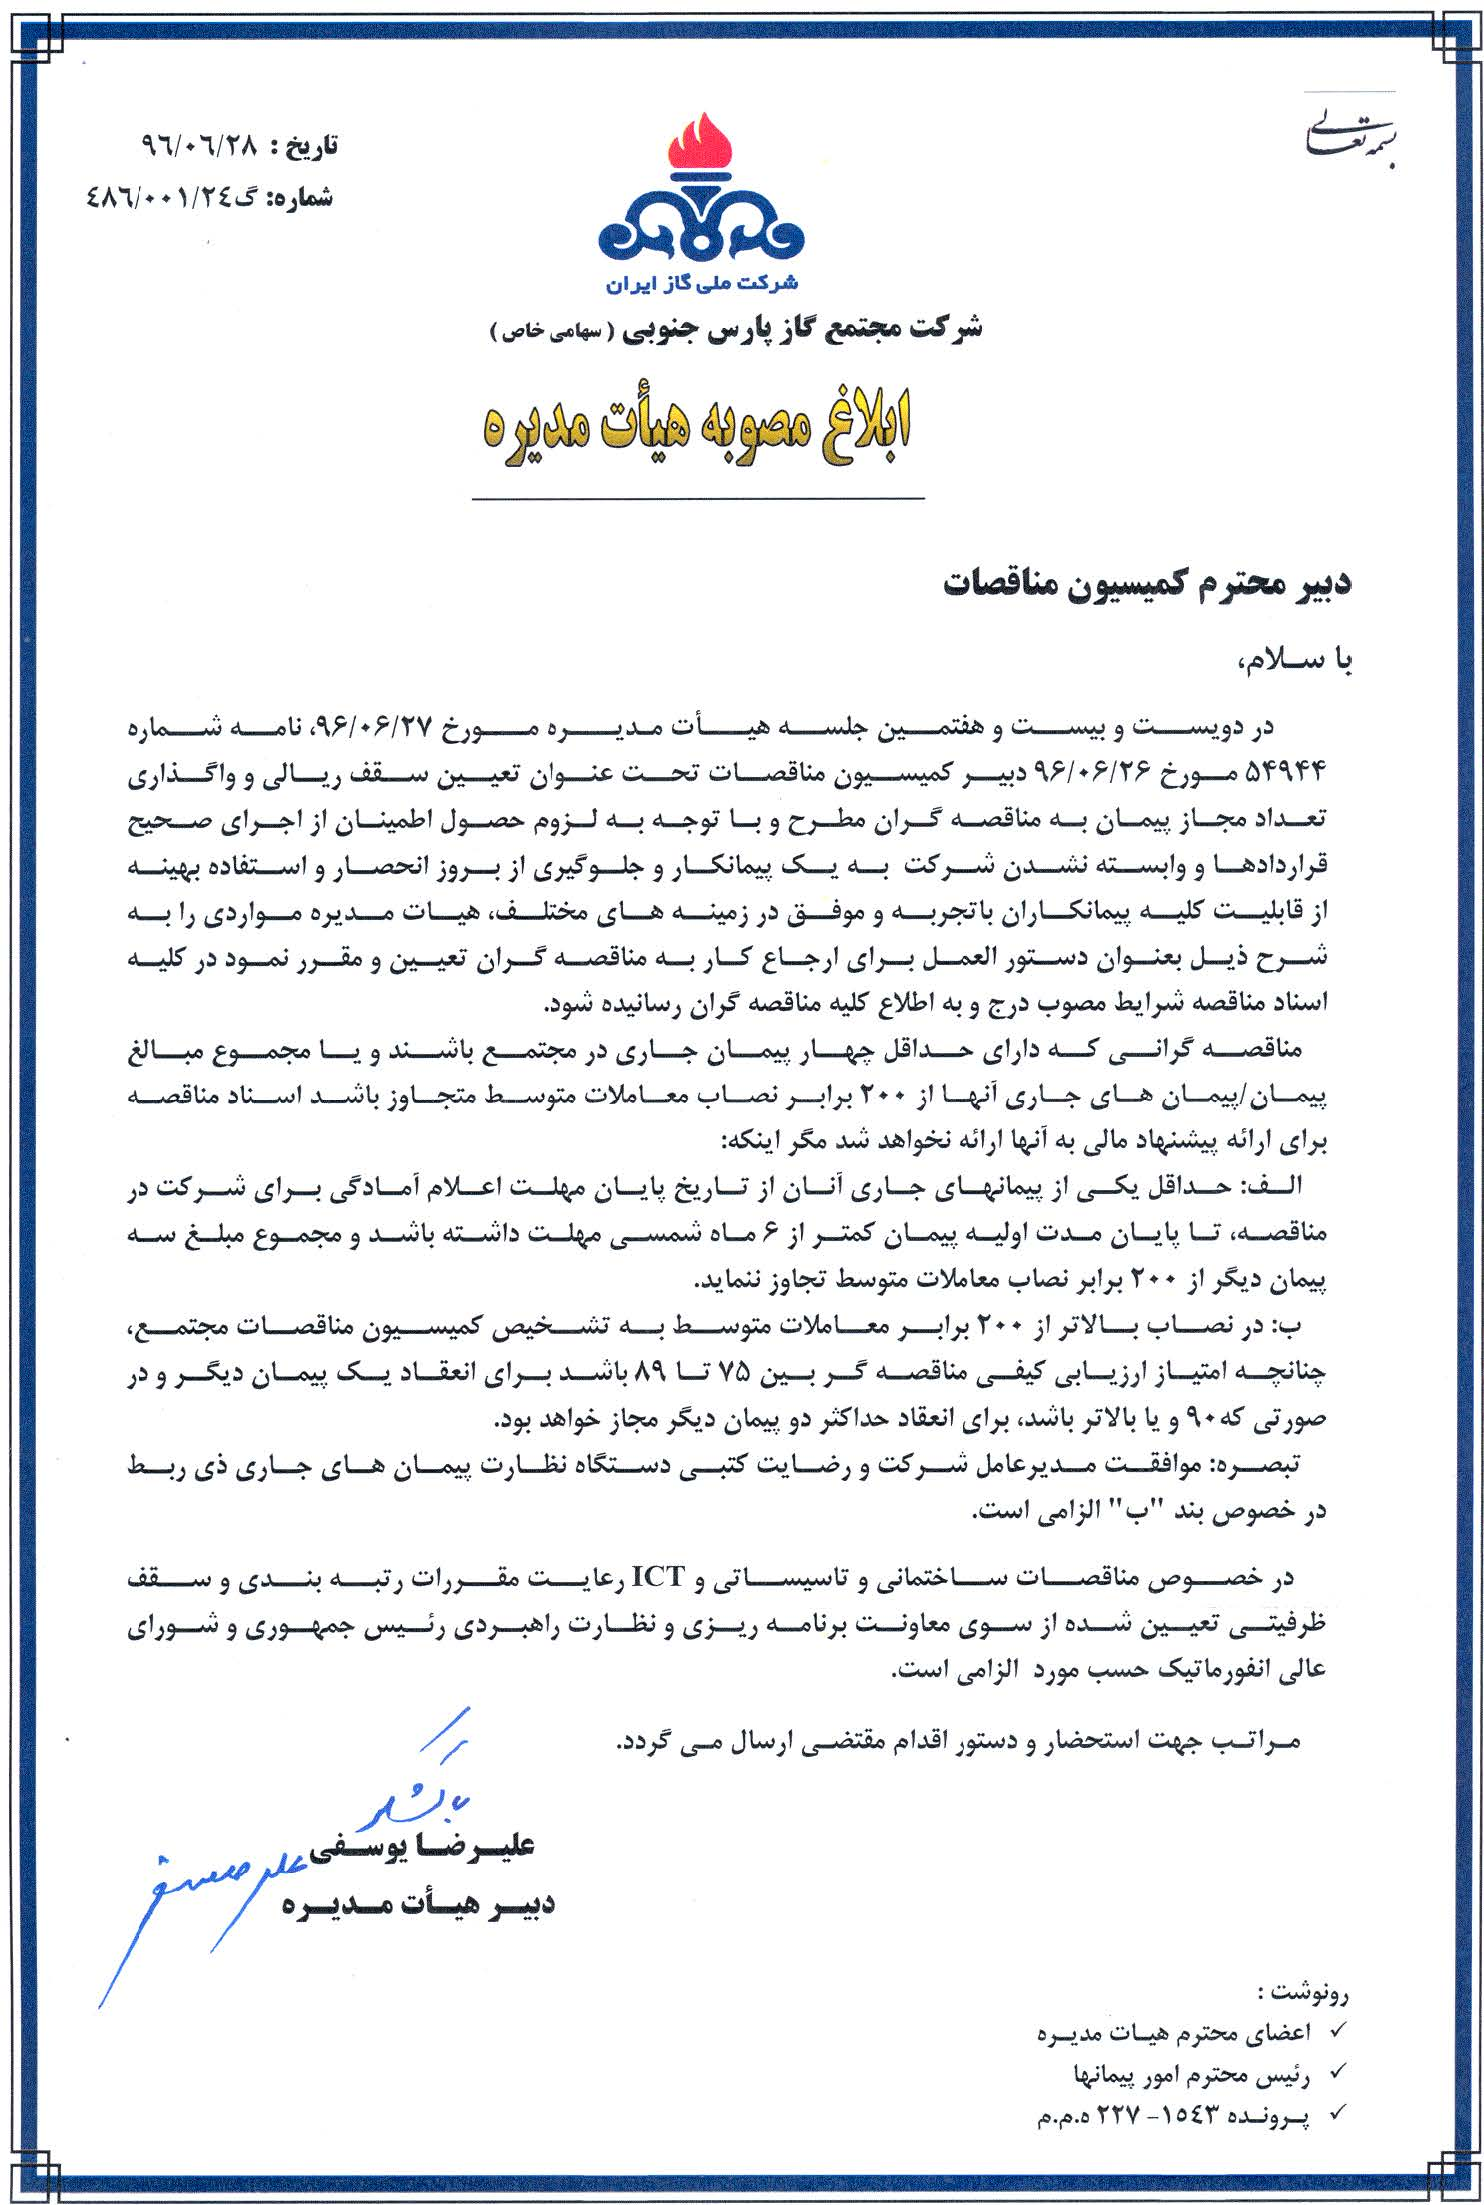 بسمه تعالی
تاریخ : ۹۶/۰۶/۲۸
شماره: گ۴۸۶/۰۰۱/۲۴
شرکت ملی گاز ایران
شرکت مجتمع گاز پارس جنوبی ( سهامی خاص )
ابلاغ مصوبه هیأت مدیره
دبیر محترم کمیسیون مناقصات
با سلام،
در دویست و بیست و هفتمین جلسه هیأت مدیره مورخ ۹۶/۰۶/۲۷، نامه شماره
۵۴۹۴۴ مورخ ۹۶/۰۶/۲۶ دبیر کمیسیون مناقصات تحت عنوان تعیین سقف ریالی و واگذاری
تعداد مجاز پیمان به مناقصه گران مطرح و با توجه به لزوم حصول اطمینان از اجرای صحیح
قراردادها و وابسته نشدن شرکت به یک پیمانکار و جلوگیری از بروز انحصار و استفاده بهینه
از قابلیت کلیه پیمانکاران باتجربه و موفق در زمینه های مختلف، هیات مدیره مواردی را به
شرح ذیل بعنوان دستور العمل برای ارجاع کار به مناقصه گران تعیین و مقرر نمود در کلیه
اسناد مناقصه شرایط مصوب درج و به اطلاع کلیه مناقصه گران رسانیده شود.
مناقصه گرانی که دارای حداقل چهار پیمان جاری در مجتمع باشند و یا مجموع مبالغ
پیمان/پیمان های جاری آنها از ۲۰۰ برابر نصاب معاملات متوسط متجاوز باشد اسناد مناقصه
برای ارائه پیشنهاد مالی به آنها ارائه نخواهد شد مگر اینکه:
الف: حداقل یکی از پیمانهای جاری آنان از تاریخ پایان مهلت اعلام آمادگی برای شرکت در
مناقصه، تا پایان مدت اولیه پیمان کمتر از ۶ ماه شمسی مهلت داشته باشد و مجموع مبلغ سه
پیمان دیگر از ۲۰۰ برابر نصاب معاملات متوسط تجاوز ننماید.
ب: در نصاب بالاتر از ۲۰۰ برابر معاملات متوسط به تشخیص کمیسیون مناقصات مجتمع،
چنانچه امتیاز ارزیابی کیفی مناقصه گر بین ۷۵ تا ۸۹ باشد برای انعقاد یک پیمان دیگر و در
صورتی که۹۰ و یا بالاتر باشد، برای انعقاد حداکثر دو پیمان دیگر مجاز خواهد بود.
تبصره: موافقت مدیرعامل شرکت و رضایت کتبی دستگاه نظارت پیمان های جاری ذی ربط
در خصوص بند "ب" الزامی است.
در خصوص مناقصات ساختمانی و تاسیساتی و ICT رعایت مقررات رتبه بندی و سقف
ظرفیتی تعیین شده از سوی معاونت برنامه ریزی و نظارت راهبردی رئیس جمهوری و شورای
عالی انفورماتیک حسب مورد الزامی است.
مراتب جهت استحضار و دستور اقدام مقتضی ارسال می گردد.
با تشکر
علیرضا یوسفی
دبیر هیأت مدیره
رونوشت :
✓ اعضای محترم هیات مدیره
✓ رئیس محترم امور پیمانها
✓ پرونده ۱۵۴۳- ۲۲۷ ه.م.م